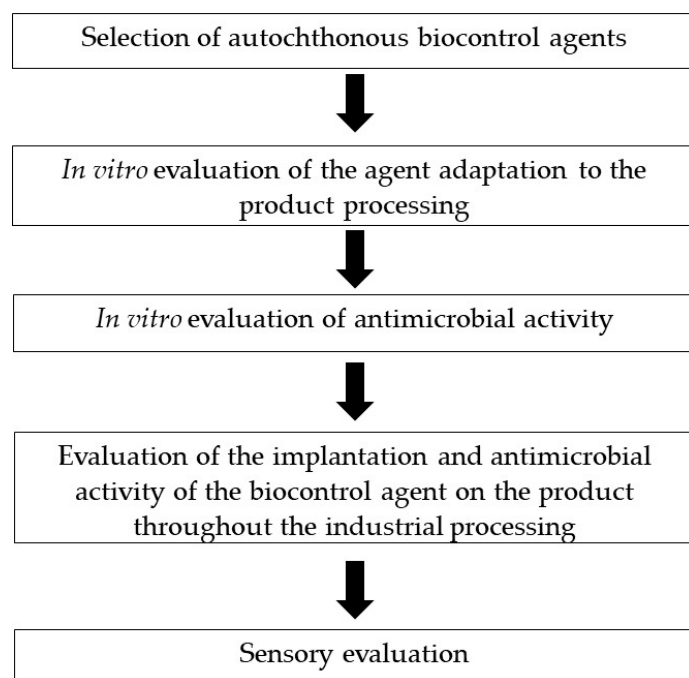 Selection of autochthonous biocontrol agents
In vitro evaluation of the agent adaptation to the
product processing
In vitro evaluation of antimicrobial activity
Evaluation of the implantation and antimicrobial
activity of the biocontrol agent on the product
throughout the industrial processing
Sensory evaluation